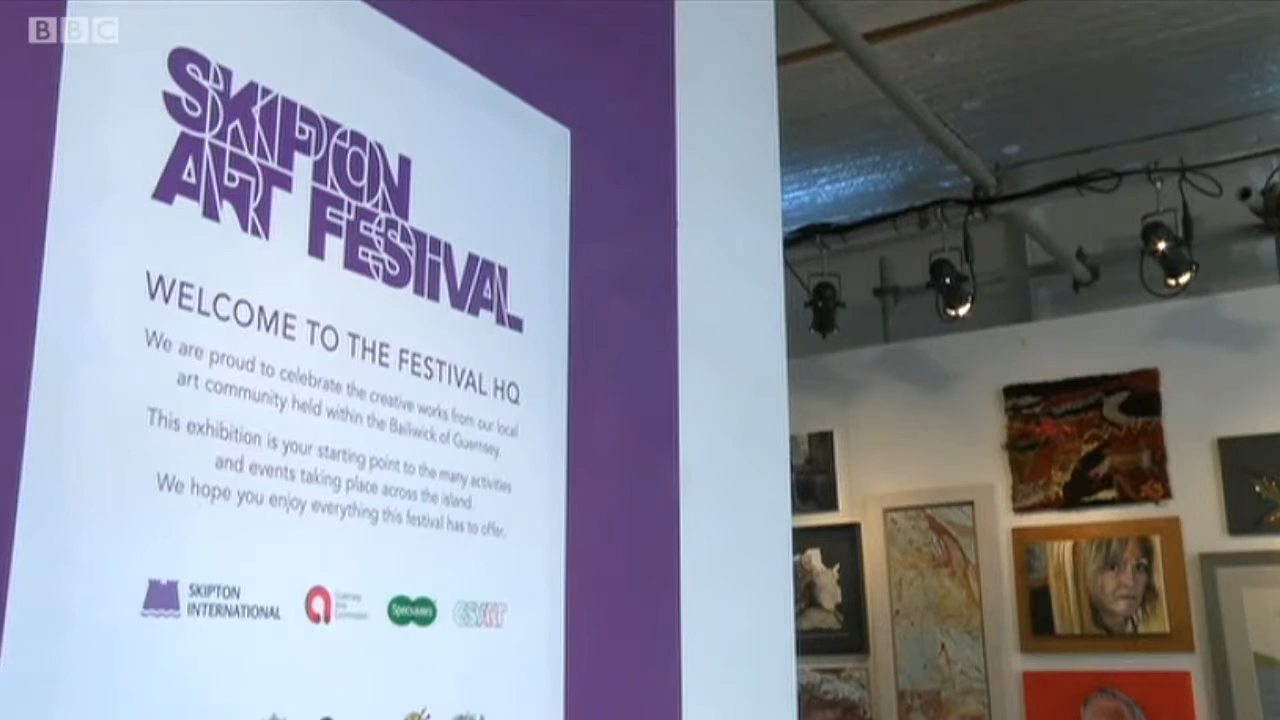 BBC
SKIPTON
ART FESTIVAL
WELCOME TO THE FESTIVAL HQ
We are proud to celebrate the creative works from our local
art community held within the Bailiwick of Guernsey.
This exhibition is your starting point to the many activities
and events taking place across the island.
We hope you enjoy everything this festival has to offer.
SKIPTON
INTERNATIONAL
Guernsey
Arts
Commission
Specsavers